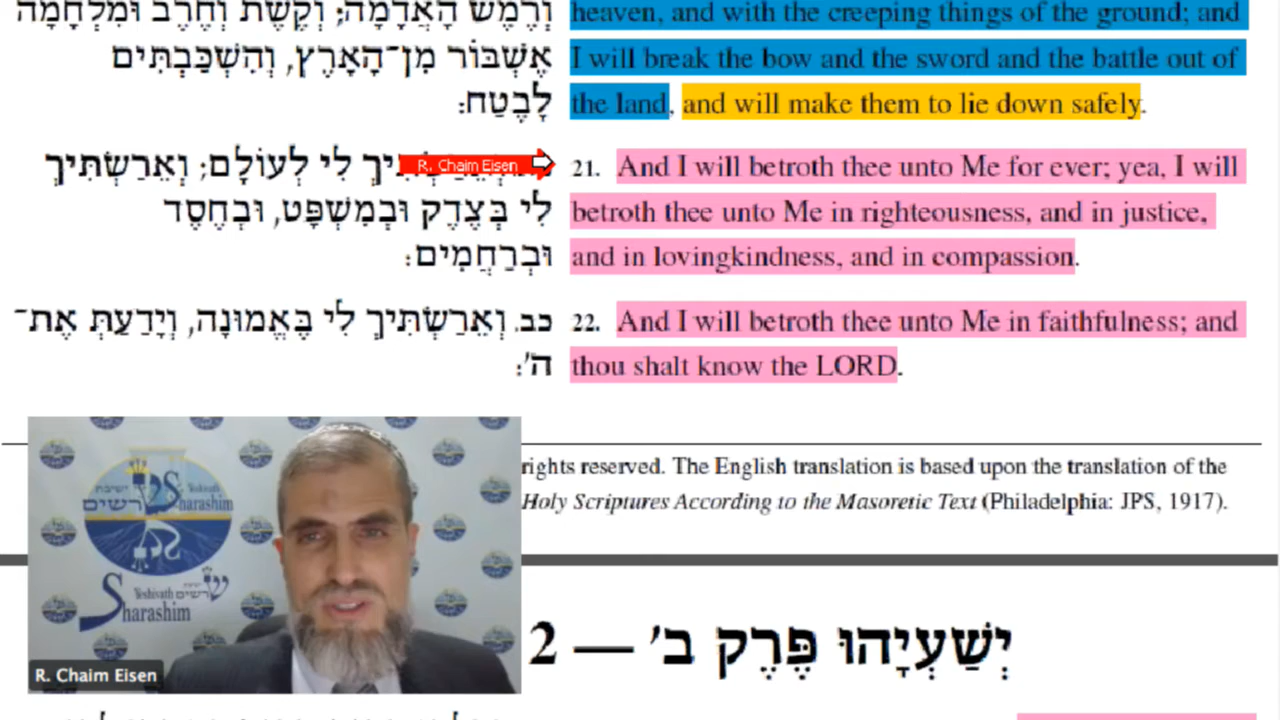 וְרֶמֶשׂ הָאֲדָמָה; וְקֶשֶׁת וְחֶרֶב וּמִלְחָמָה
אֶשְׁבּוֹר מִן־הָאָרֶץ, וְהִשְׁכַּבְתִּים
לָבֶטַח:
heaven, and with the creeping things of the ground; and
I will break the bow and the sword and the battle out of
the land, and will make them to lie down safely.
לִי לְעוֹלָם; וְאֵרַשְׂתִּיךְ
לִי בְּצֶדֶק וּבְמִשְׁפָּט, וּבְחֶסֶד
וּבְרַחֲמִים:
R. Chaim Eisen
21. And I will betroth thee unto Me for ever; yea, I will
betroth thee unto Me in righteousness, and in justice,
and in lovingkindness, and in compassion.
כב. וְאֵרַשְׂתִּיךְ לִי בֶּאֱמוּנָה, וְיָדַעַתְּ אֶת־
ה':
22. And I will betroth thee unto Me in faithfulness; and
thou shalt know the LORD.
rights reserved. The English translation is based upon the translation of the
Holy Scriptures According to the Masoretic Text (Philadelphia: JPS, 1917).
ישיבת
Yeshivath
שרשים
Sharashim
Yeshivath
Sharashim
R. Chaim Eisen
יְשַׁעְיָהוּ פֶּרֶק ב' — 2